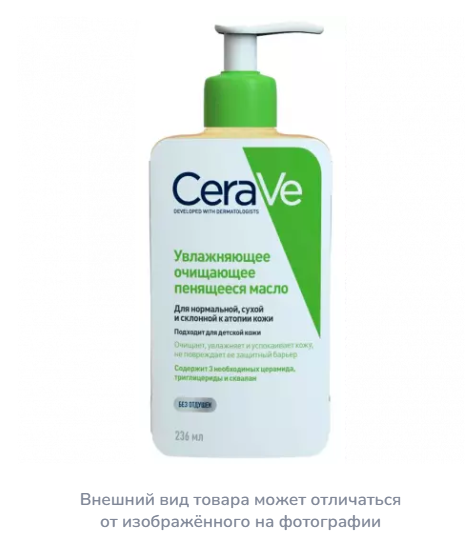 CeraVe
DEVELOPED WITH DERMATOLOGISTS
Увлажняющее
очищающее
пенящееся масло
Для нормальной, сухой
и склонной к атопии кожи
Подходит для детской кожи
Очищает, увлажняет и успокаивает кожу,
не повреждает ее защитный барьер
Содержит 3 необходимых церамида,
триглицериды и сквалан
БЕЗ ОТДУШЕК
236 мл
Внешний вид товара может отличаться
от изображённого на фотографии